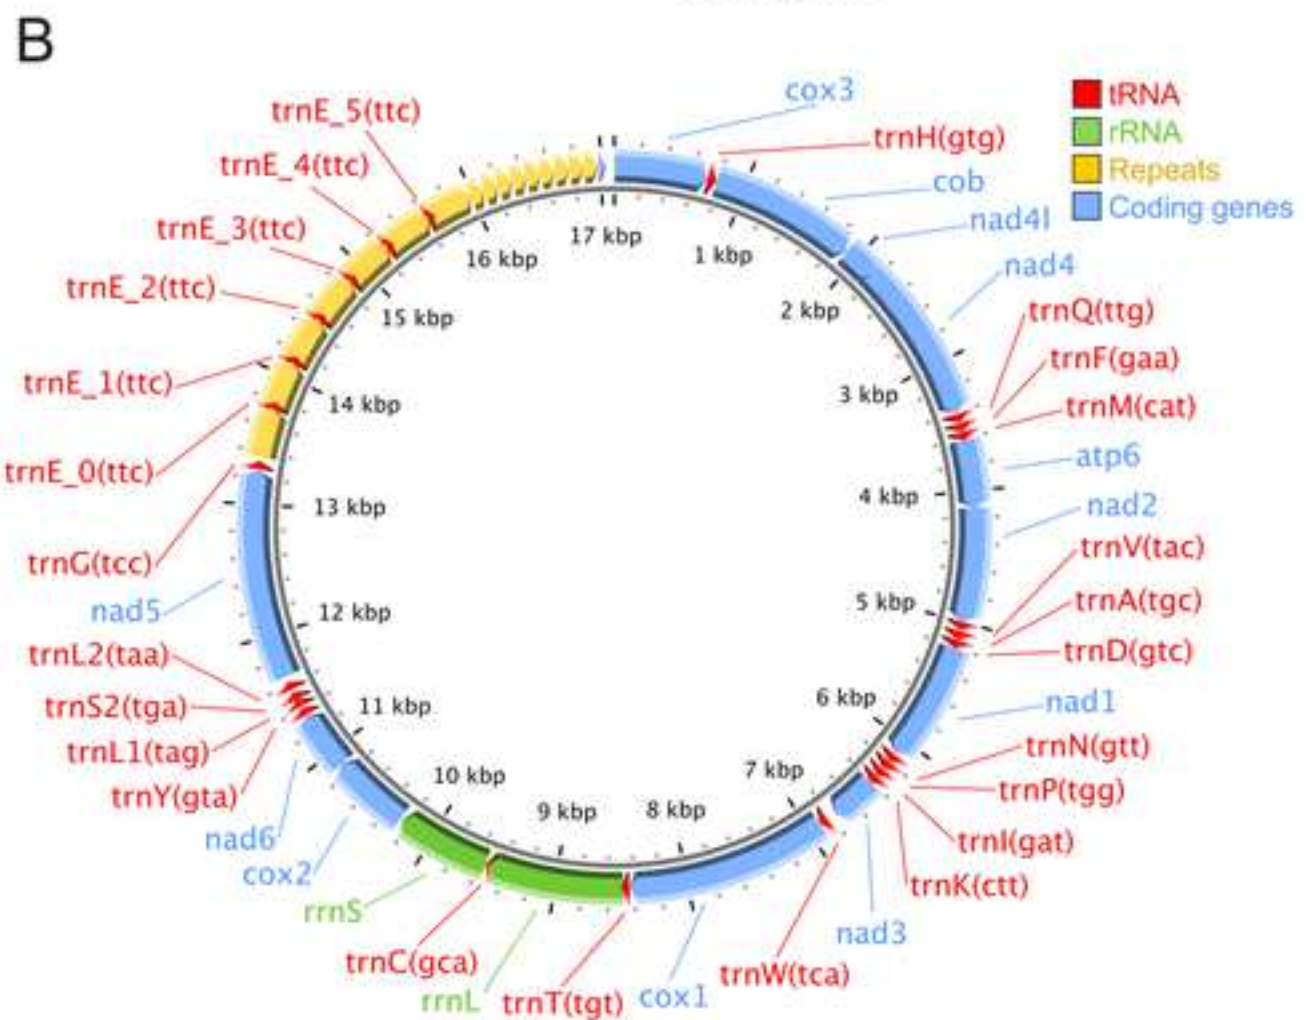 B
cox3
trnH(gtg)
cob
nad4l
nad4
trnQ(ttg)
trnF(gaa)
trnM(cat)
atp6
nad2
trnV(tac)
trnA(tgc)
trnD(gtc)
nad1
trnN(gtt)
trnP(tgg)
trnI(gat)
trnK(ctt)
nad3
trnW(tca)
cox1
trnT(tgt)
rrnL
trnC(gca)
rrnS
cox2
nad6
trnY(gta)
trnL1(tag)
trnS2(tga)
trnL2(taa)
nad5
trnG(tcc)
trnE_0(ttc)
trnE_1(ttc)
trnE_2(ttc)
trnE_3(ttc)
trnE_4(ttc)
trnE_5(ttc)
17 kbp
1 kbp
2 kbp
3 kbp
4 kbp
5 kbp
6 kbp
7 kbp
8 kbp
9 kbp
10 kbp
11 kbp
12 kbp
13 kbp
14 kbp
15 kbp
16 kbp
tRNA
rRNA
Repeats
Coding genes